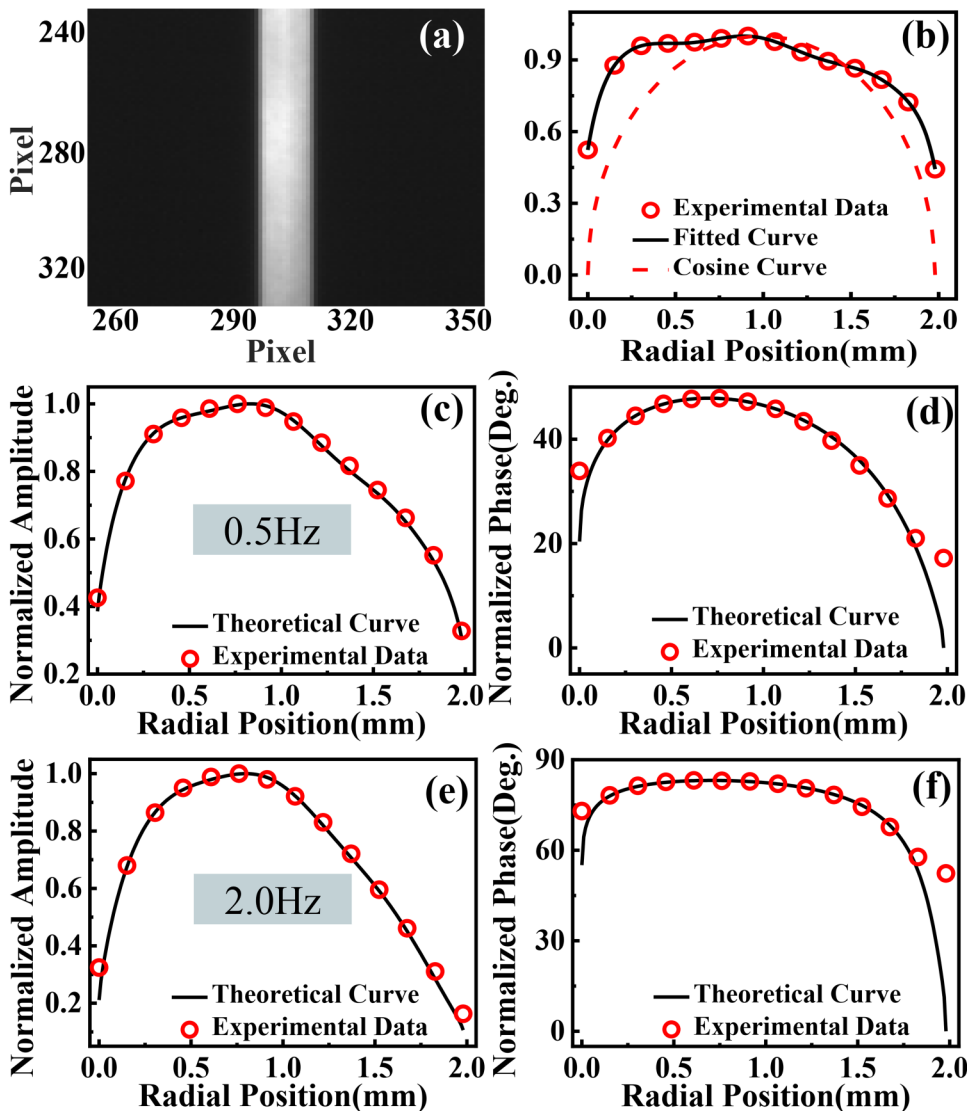 (a)
240
280
320
Pixel
260 290 320 350
Pixel
(b)
0.9
0.6
0.3
0.0
Experimental Data
Fitted Curve
Cosine Curve
0.0 0.5 1.0 1.5 2.0
Radial Position(mm)
(c)
Normalized Amplitude
1.0
0.8
0.6
0.4
0.2
0.5Hz
Theoretical Curve
Experimental Data
0.0 0.5 1.0 1.5 2.0
Radial Position(mm)
(d)
Normalized Phase(Deg.)
40
20
0
Theoretical Curve
Experimental Data
0.0 0.5 1.0 1.5 2.0
Radial Position(mm)
(e)
Normalized Amplitude
1.0
0.8
0.6
0.4
0.2
2.0Hz
Theoretical Curve
Experimental Data
0.0 0.5 1.0 1.5 2.0
Radial Position(mm)
(f)
Normalized Phase(Deg.)
90
60
30
0
Theoretical Curve
Experimental Data
0.0 0.5 1.0 1.5 2.0
Radial Position(mm)